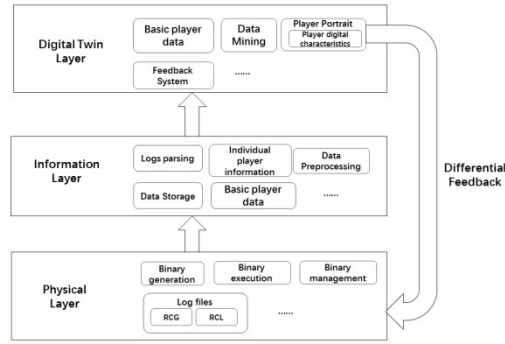 Digital Twin
Layer
Basic player
data
Data
Mining
Player Portrait
Player digital
characteristics
Feedback
System
......
Information
Layer
Logs parsing
Individual
player
information
Data
Preprocessing
Data Storage
Basic player
data
......
Differential
Feedback
Physical
Layer
Binary
generation
Binary
execution
Binary
management
Log files
RCG
RCL
......